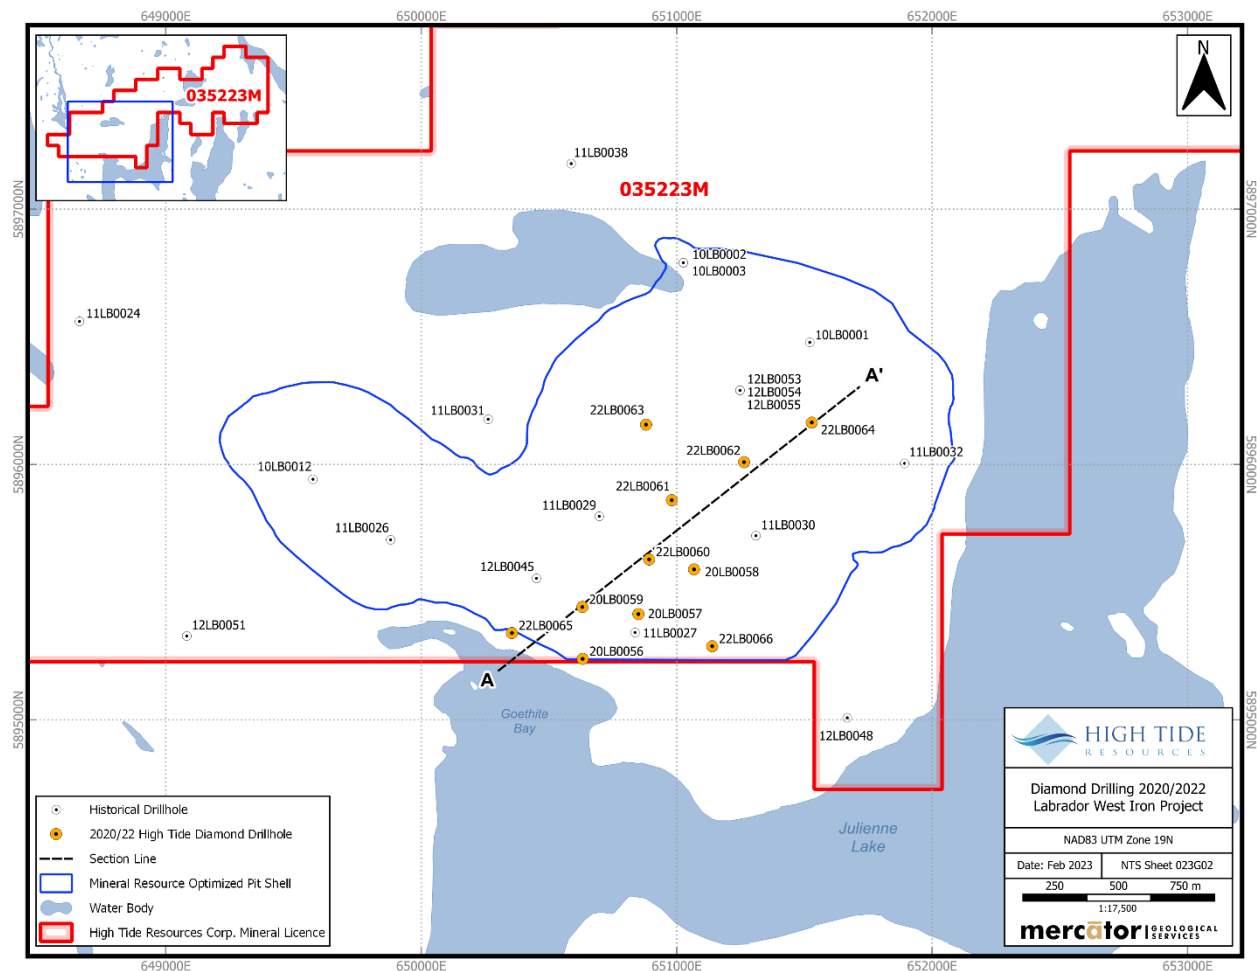 649000E
650000E
651000E
652000E
653000E
035223M
N
11LB0038
035223M
5897000N
5897000N
10LB0002
10LB0003
11LB0024
10LB0001
12LB0053
12LB0054
12LB0055
A'
11LB0031
22LB0063
22LB0064
5896000N
5896000N
10LB0012
22LB0062
11LB0032
22LB0061
11LB0029
11LB0026
11LB0030
22LB0060
12LB0045
20LB0058
20LB0059
20LB0057
12LB0051
22LB0065
11LB0027
22LB0066
20LB0056
A
5895000N
5895000N
Goethite
Bay
12LB0048
Julienne
Lake
Historical Drillhole
2020/22 High Tide Diamond Drillhole
Section Line
Mineral Resource Optimized Pit Shell
Water Body
High Tide Resources Corp. Mineral Licence
HIGH TIDE
RESOURCES
Diamond Drilling 2020/2022
Labrador West Iron Project
NAD83 UTM Zone 19N
Date: Feb 2023
NTS Sheet 023G02
250 500 750 m
1:17,500
mercātor | GEOLOGICAL
SERVICES
649000E
650000E
651000E
652000E
653000E